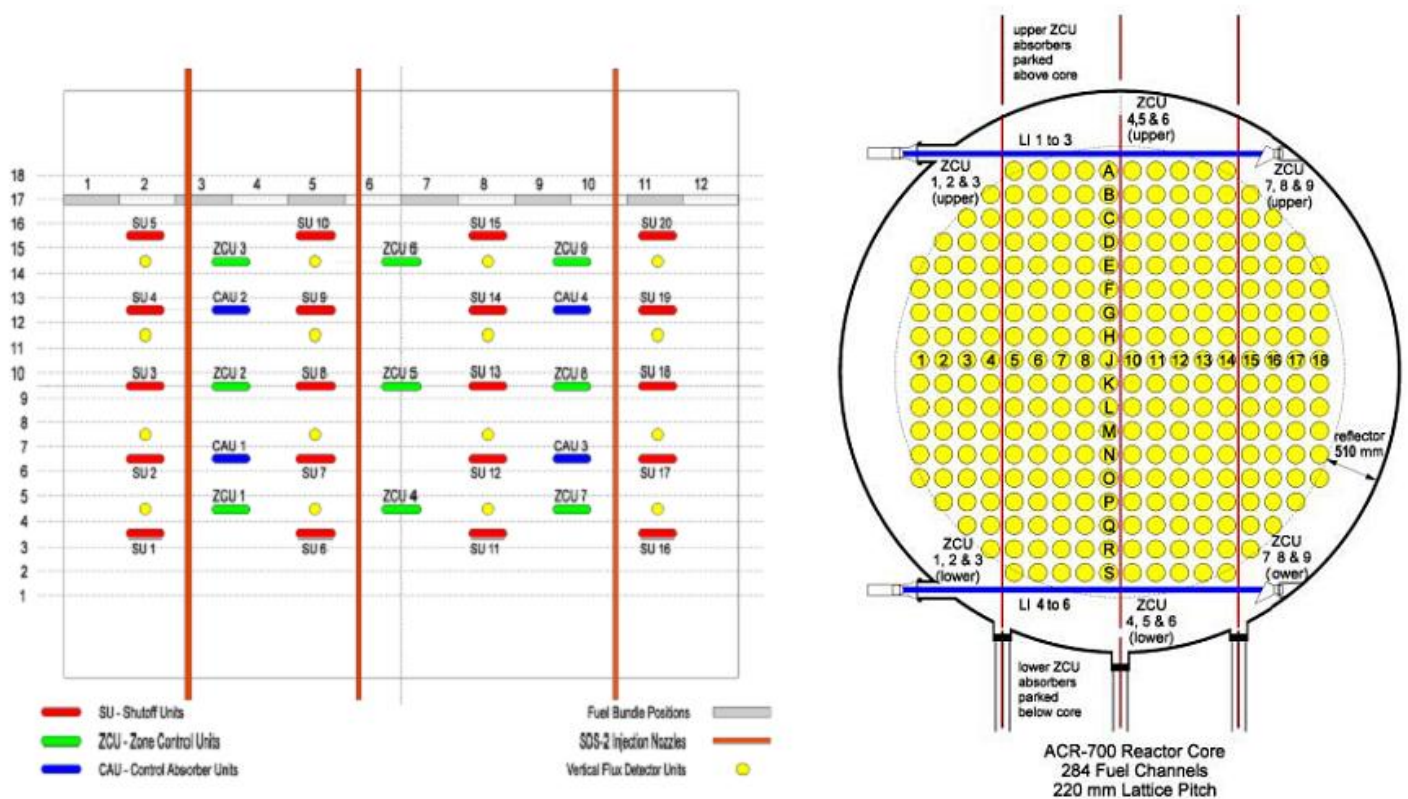 18
1 2 3 4 5 6 7 8 9 10 11 12
17
SU 5 SU 10 SU 15 SU 20
16
ZCU 3 ZCU 6 ZCU 9
15
14
SU 4 CAU 2 SU 9 SU 14 CAU 4 SU 19
13
12
11
SU 3 ZCU 2 SU 8 ZCU 5 SU 13 ZCU 8 SU 18
10
9
8
CAU 1 CAU 3
7
SU 2 SU 7 SU 12 SU 17
6
ZCU 1 ZCU 4 ZCU 7
5
4
3
SU 1 SU 6 SU 11 SU 16
2
1
SU - Shutoff Units
ZCU - Zone Control Units
CAU - Control Absorber Units
Fuel Bundle Positions
SDS-2 Injection Nozzles
Vertical Flux Detector Units
upper ZCU
absorbers
parked
above core
ZCU
4,5 & 6
(upper)
LI 1 to 3
ZCU
1, 2 & 3
(upper)
ZCU
7, 8 & 9
(upper)
A
B
C
D
E
F
G
H
1 2 3 4 5 6 7 8 J 10 11 12 13 14 15 16 17 18
K
L
M
N
O
P
Q
R
S
reflector
510 mm
ZCU
1, 2 & 3
(lower)
ZCU
7 8 & 9
(ower)
LI 4 to 6
ZCU
4, 5 & 6
(lower)
lower ZCU
absorbers
parked
below core
ACR-700 Reactor Core
284 Fuel Channels
220 mm Lattice Pitch